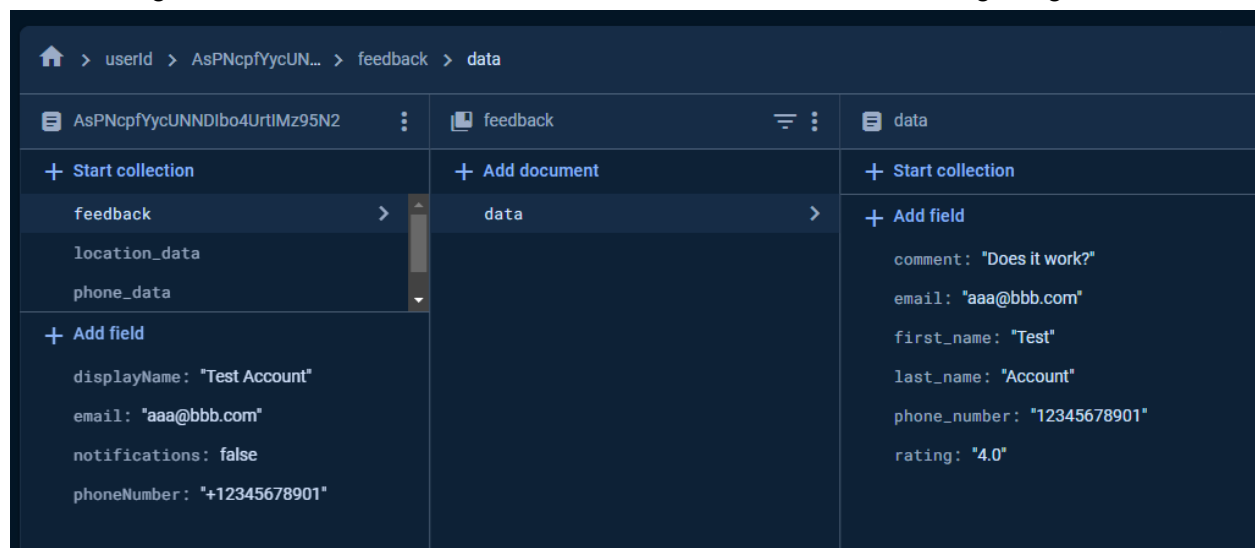 userId > AsPNcpfYycUN... > feedback > data
AsPNcpfYycUNNDIbo4UrtIMz95N2
+ Start collection
feedback
location_data
phone_data
+ Add field
displayName: "Test Account"
email: "aaa@bbb.com"
notifications: false
phoneNumber: "+12345678901"
feedback
+ Add document
data
data
+ Start collection
+ Add field
comment: "Does it work?"
email: "aaa@bbb.com"
first_name: "Test"
last_name: "Account"
phone_number: "12345678901"
rating: "4.0"